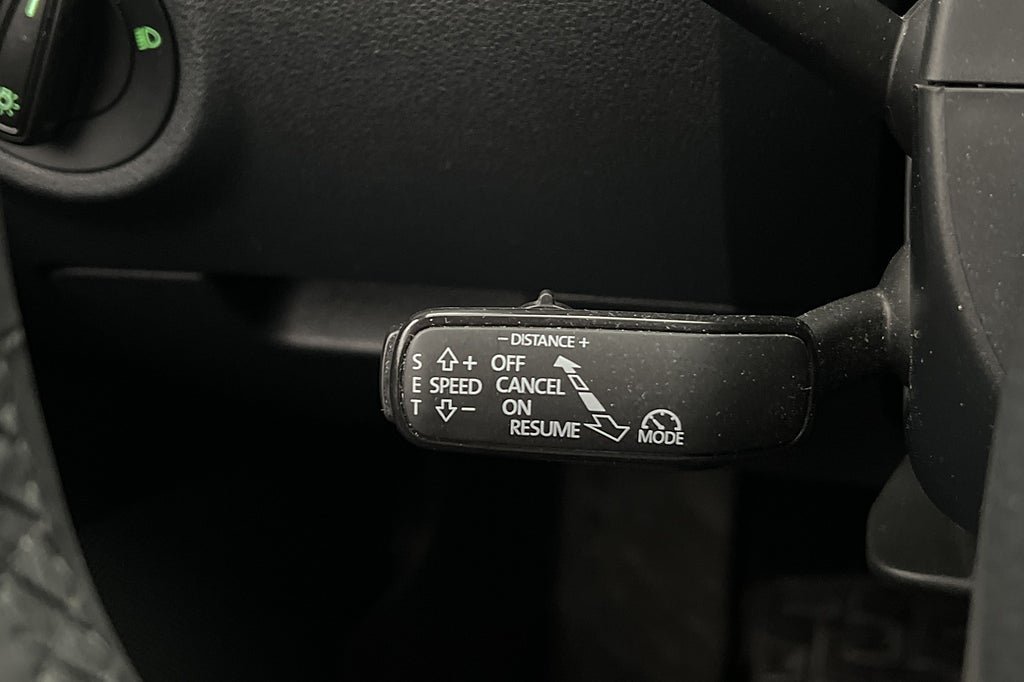 – DISTANCE +
S + OFF
E SPEED CANCEL
T – ON
RESUME MODE